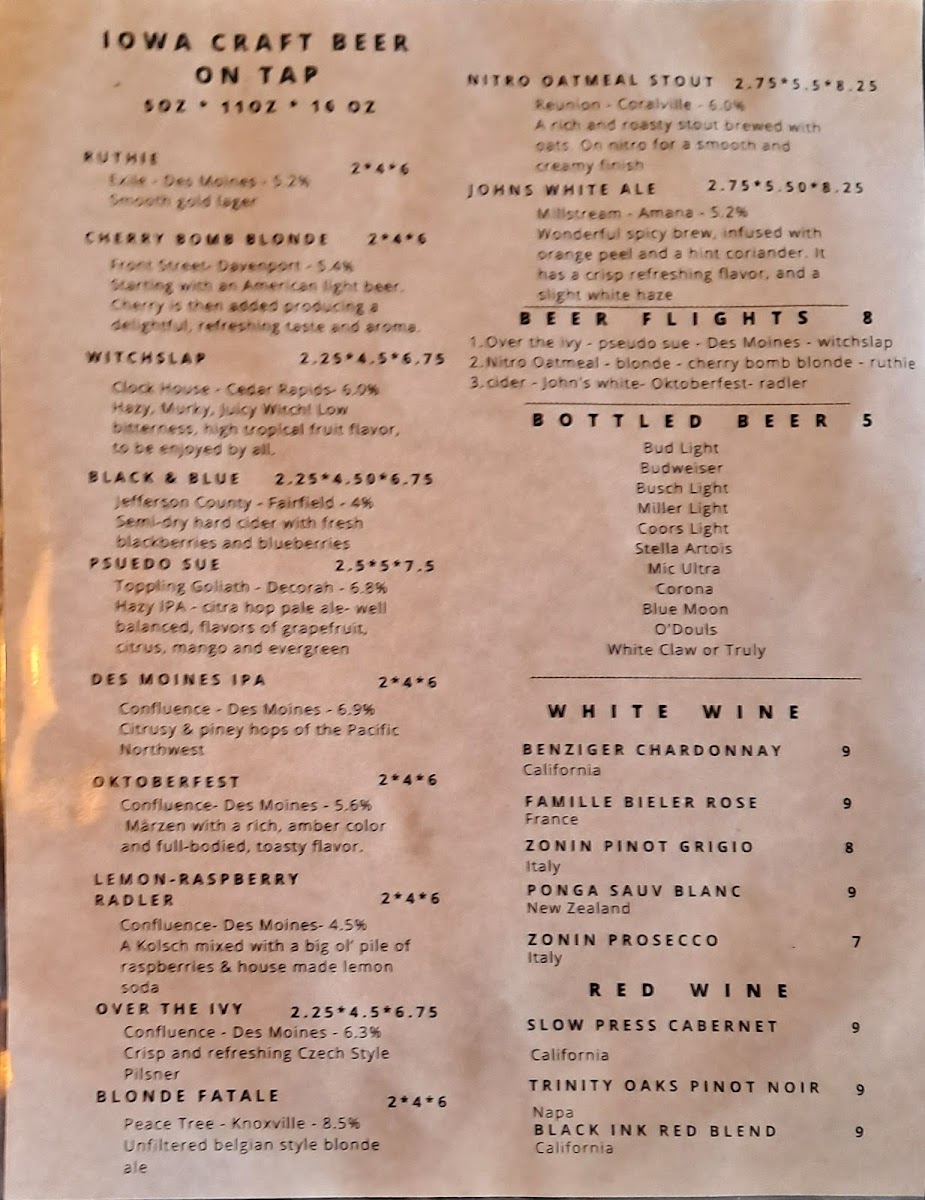 IOWA CRAFT BEER
ON TAP
5OZ * 11OZ * 16 OZ
RUTHIE 2*4*6
Exile - Des Moines - 5.2%
Smooth gold lager
CHERRY BOMB BLONDE 2*4*6
Front Street- Davenport - 5.4%
Starting with an American light beer.
Cherry is then added producing a
delightful, refreshing taste and aroma.
WITCHSLAP 2.25*4.5*6.75
Clock House - Cedar Rapids- 6.0%
Hazy, Murky, Juicy Witch! Low
bitterness, high tropical fruit flavor,
to be enjoyed by all.
BLACK & BLUE 2.25*4.50*6.75
Jefferson County - Fairfield - 4%
Semi-dry hard cider with fresh
blackberries and blueberries
PSUEDO SUE 2.5*5*7.5
Toppling Goliath - Decorah - 6.8%
Hazy IPA - citra hop pale ale- well
balanced, flavors of grapefruit,
citrus, mango and evergreen
DES MOINES IPA 2*4*6
Confluence - Des Moines - 6.9%
Citrusy & piney hops of the Pacific
Northwest
OKTOBERFEST 2*4*6
Confluence- Des Moines - 5.6%
Märzen with a rich, amber color
and full-bodied, toasty flavor.
LEMON-RASPBERRY
RADLER 2*4*6
Confluence- Des Moines- 4.5%
A Kolsch mixed with a big ol' pile of
raspberries & house made lemon
soda
OVER THE IVY 2.25*4.5*6.75
Confluence - Des Moines - 6.3%
Crisp and refreshing Czech Style
Pilsner
BLONDE FATALE 2*4*6
Peace Tree - Knoxville - 8.5%
Unfiltered belgian style blonde
ale
NITRO OATMEAL STOUT 2.75*5.5*8.25
Reunion - Coralville - 6.0%
A rich and roasty stout brewed with
oats. On nitro for a smooth and
creamy finish
JOHNS WHITE ALE 2.75*5.50*8.25
Millstream - Amana - 5.2%
Wonderful spicy brew, infused with
orange peel and a hint coriander. It
has a crisp refreshing flavor, and a
slight white haze
BEER FLIGHTS 8
1.Over the Ivy - pseudo sue - Des Moines - witchslap
2.Nitro Oatmeal - blonde - cherry bomb blonde - ruthie
3.cider - John's white- Oktoberfest- radler
BOTTLED BEER 5
Bud Light
Budweiser
Busch Light
Miller Light
Coors Light
Stella Artois
Mic Ultra
Corona
Blue Moon
O'Douls
White Claw or Truly
WHITE WINE
BENZIGER CHARDONNAY 9
California
FAMILLE BIELER ROSE 9
France
ZONIN PINOT GRIGIO 8
Italy
PONGA SAUV BLANC 9
New Zealand
ZONIN PROSECCO 7
Italy
RED WINE
SLOW PRESS CABERNET 9
California
TRINITY OAKS PINOT NOIR 9
Napa
BLACK INK RED BLEND 9
California